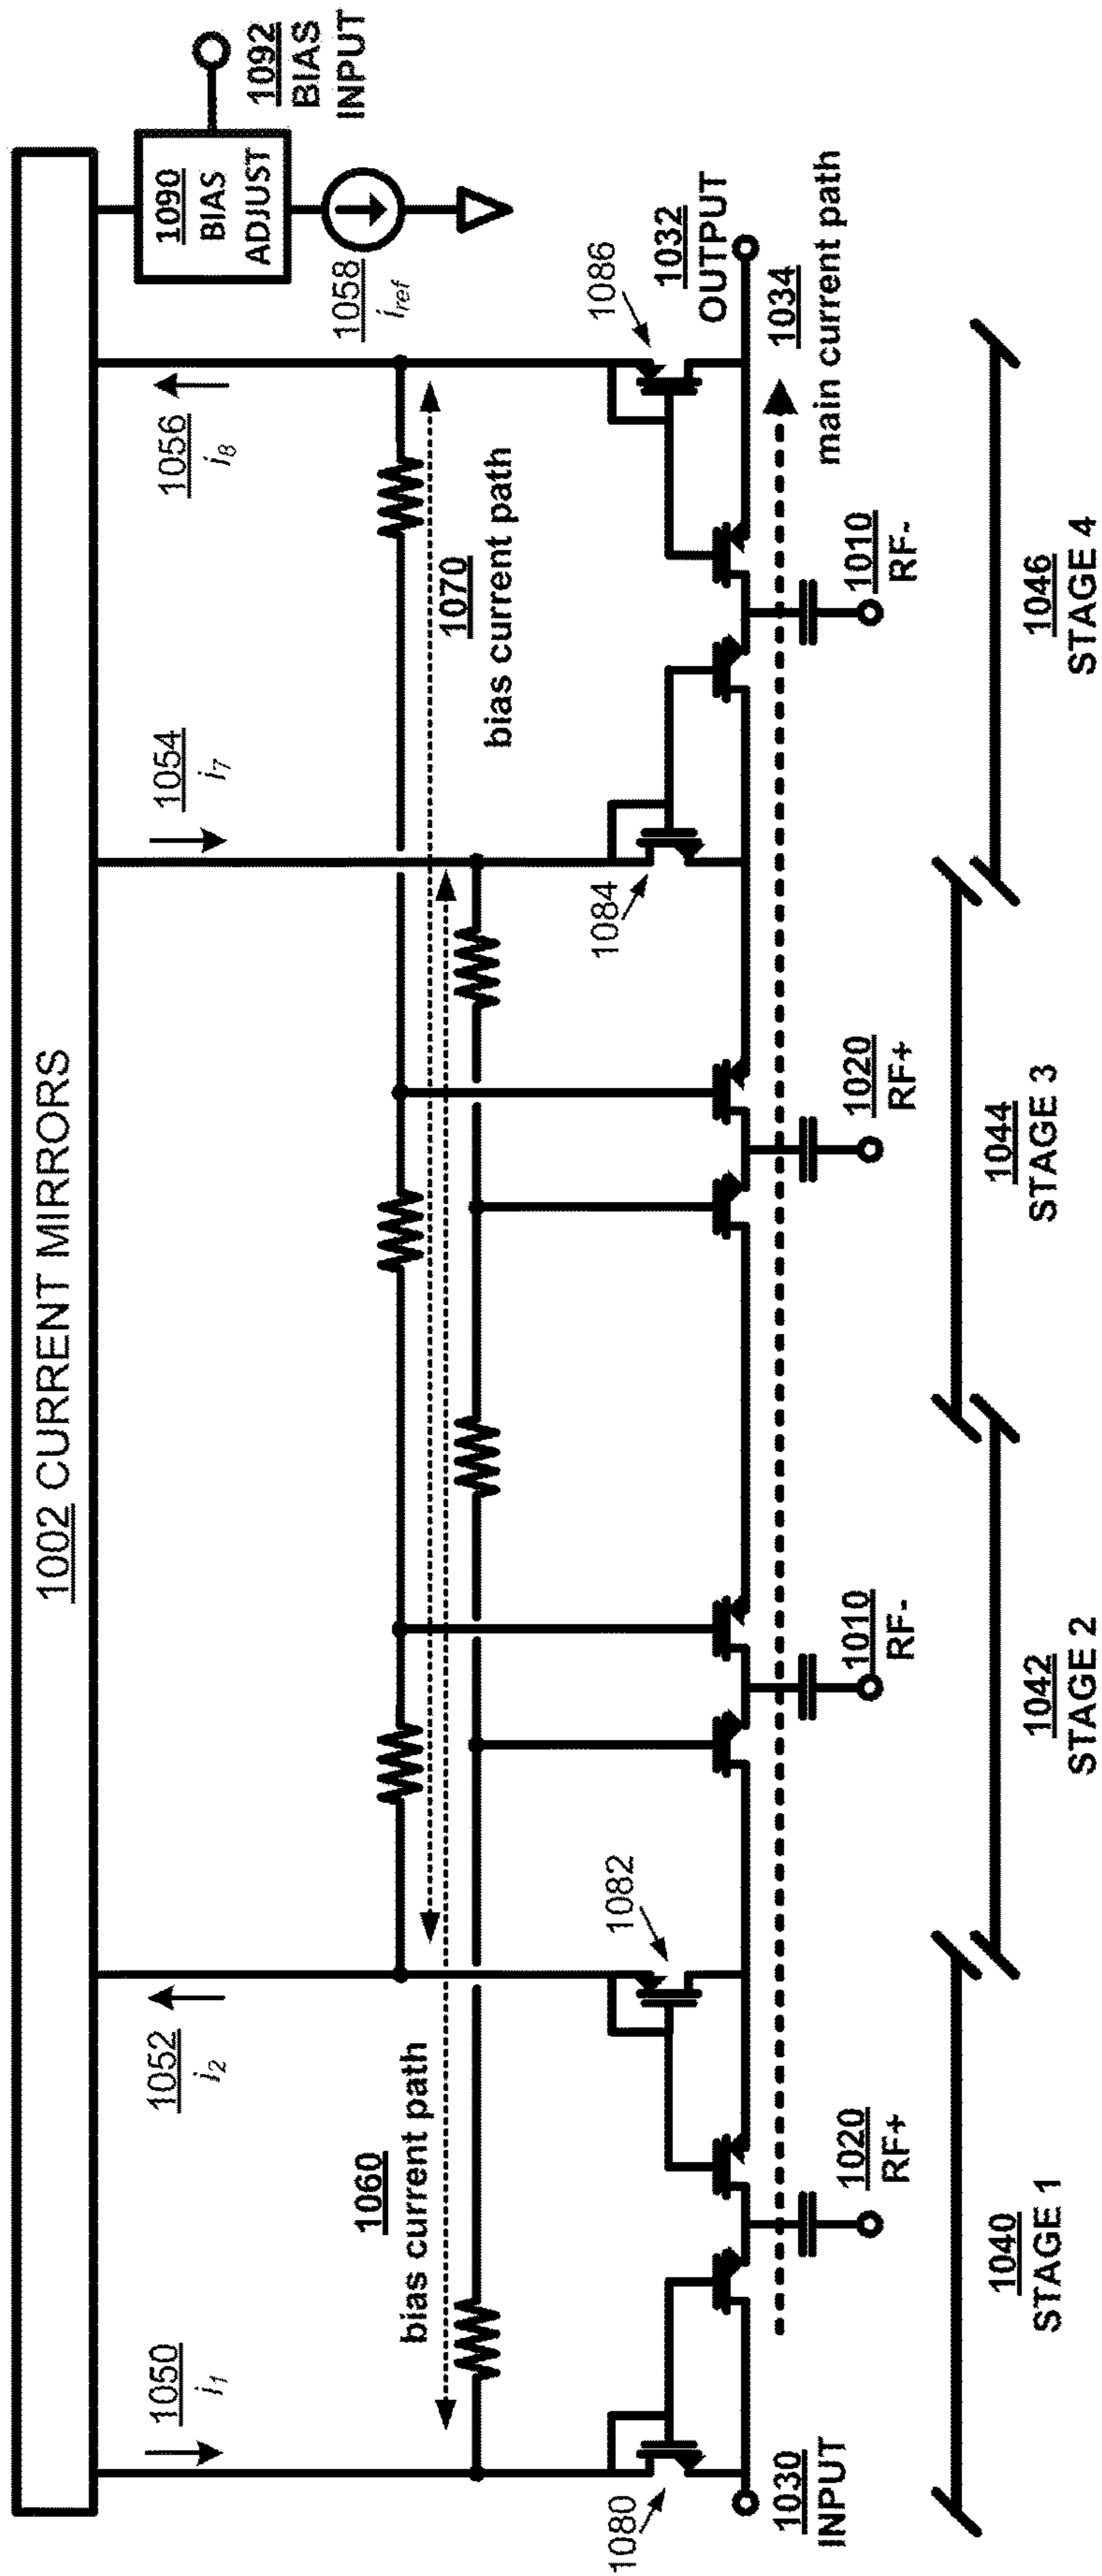 1002 CURRENT MIRRORS
1050
i1
1052
i2
1054
i7
1056
i8
1090
BIAS
ADJUST
1092
BIAS
INPUT
1058
iref
1060
bias current path
1070
bias current path
1080
1082
1084
1086
1030
INPUT
1032
OUTPUT
1034
main current path
1020
RF+
1010
RF-
1020
RF+
1010
RF-
1040
STAGE 1
1042
STAGE 2
1044
STAGE 3
1046
STAGE 4